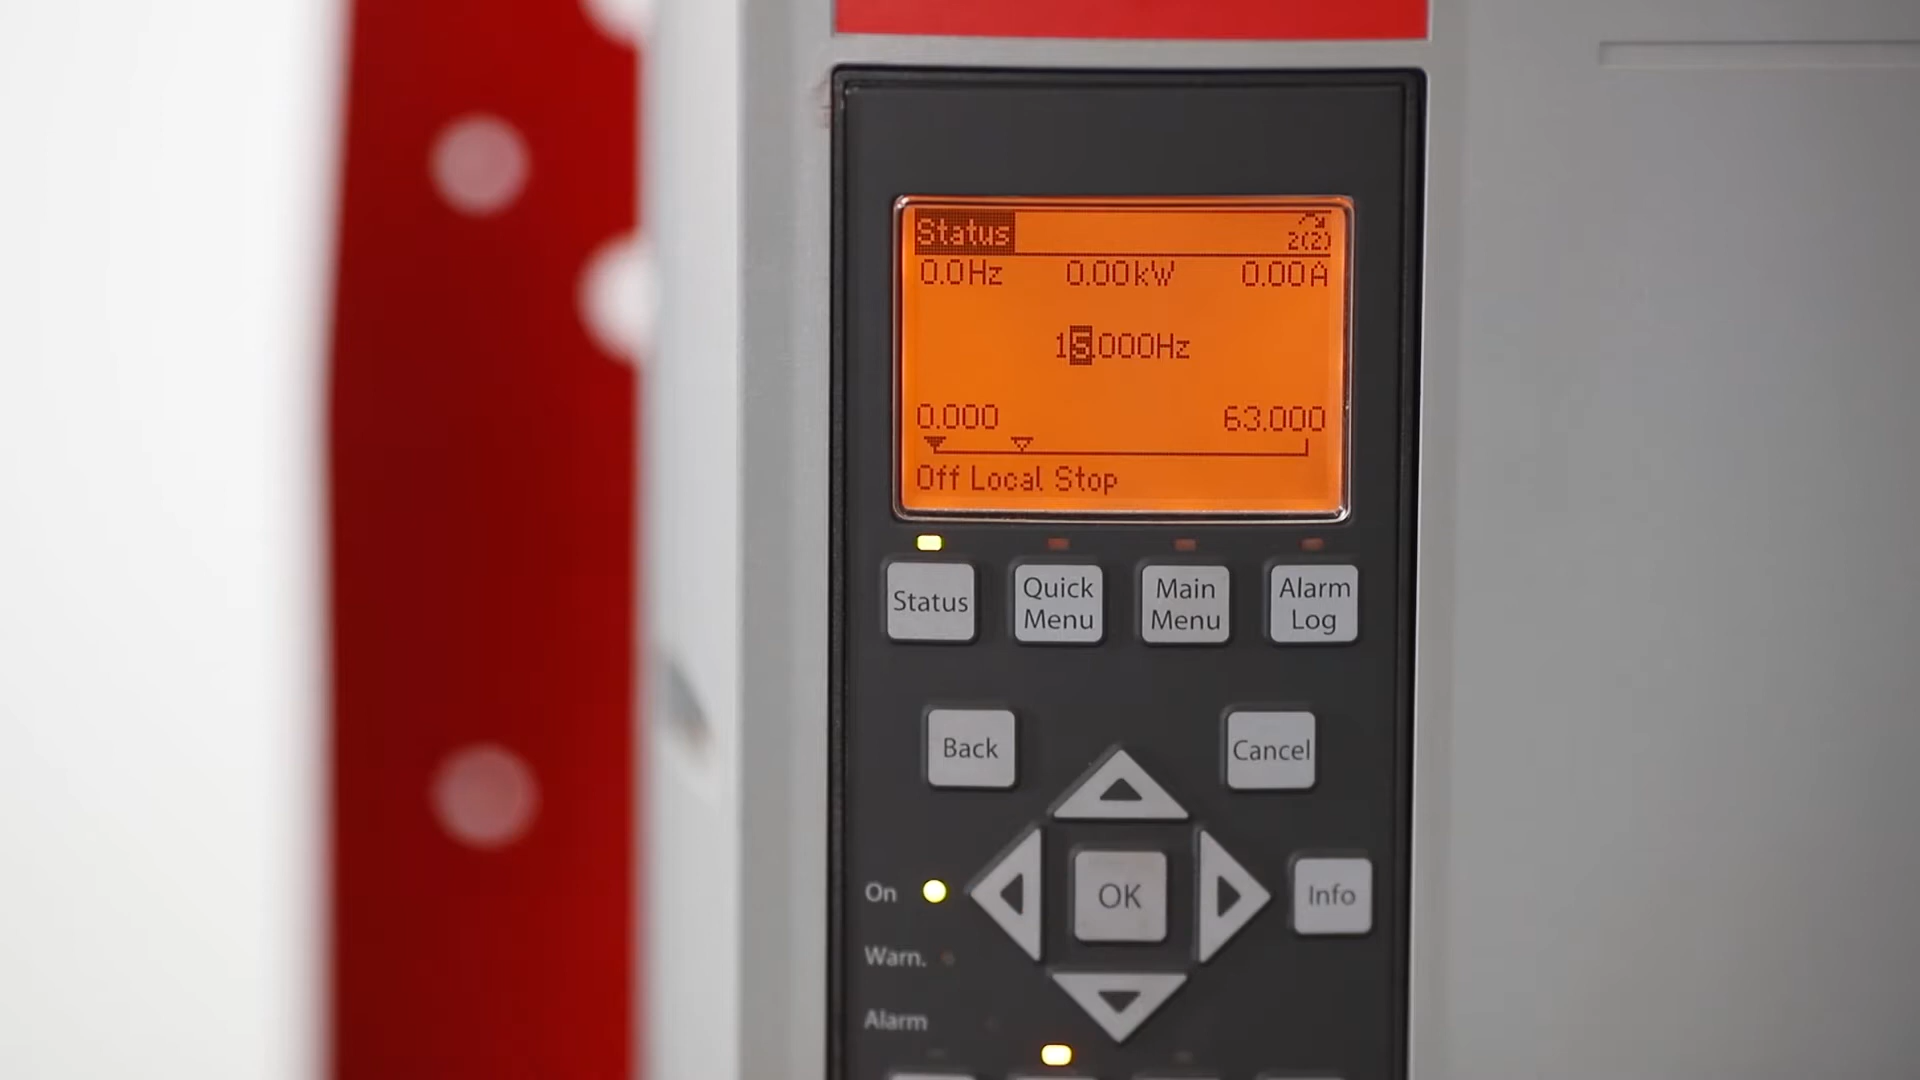 Status 2(2)
0.0Hz 0.00kW 0.00A
15.000Hz
0.000 63.000
Off Local Stop
Status Quick Menu Main Menu Alarm Log
Back Cancel
OK Info
On
Warn.
Alarm